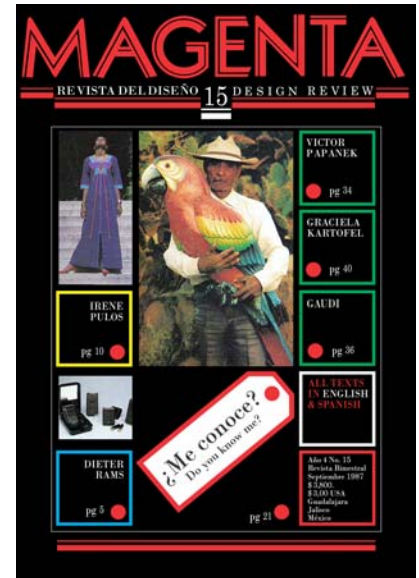 MAGENTA
REVISTA DEL DISEÑO 15 DESIGN REVIEW
VICTOR
PAPANEK
pg 34
GRACIELA
KARTOFEL
pg 40
IRENE
PULOS
pg 10
GAUDI
pg 36
¿Me conoce?
Do you know me?
pg 21
ALL TEXTS
IN ENGLISH
& SPANISH
DIETER
RAMS
pg 5
Año 4 No. 15
Revista Bimestral
Septiembre 1987
$3,800.
$3,00 USA
Guadalajara
Jalisco
México